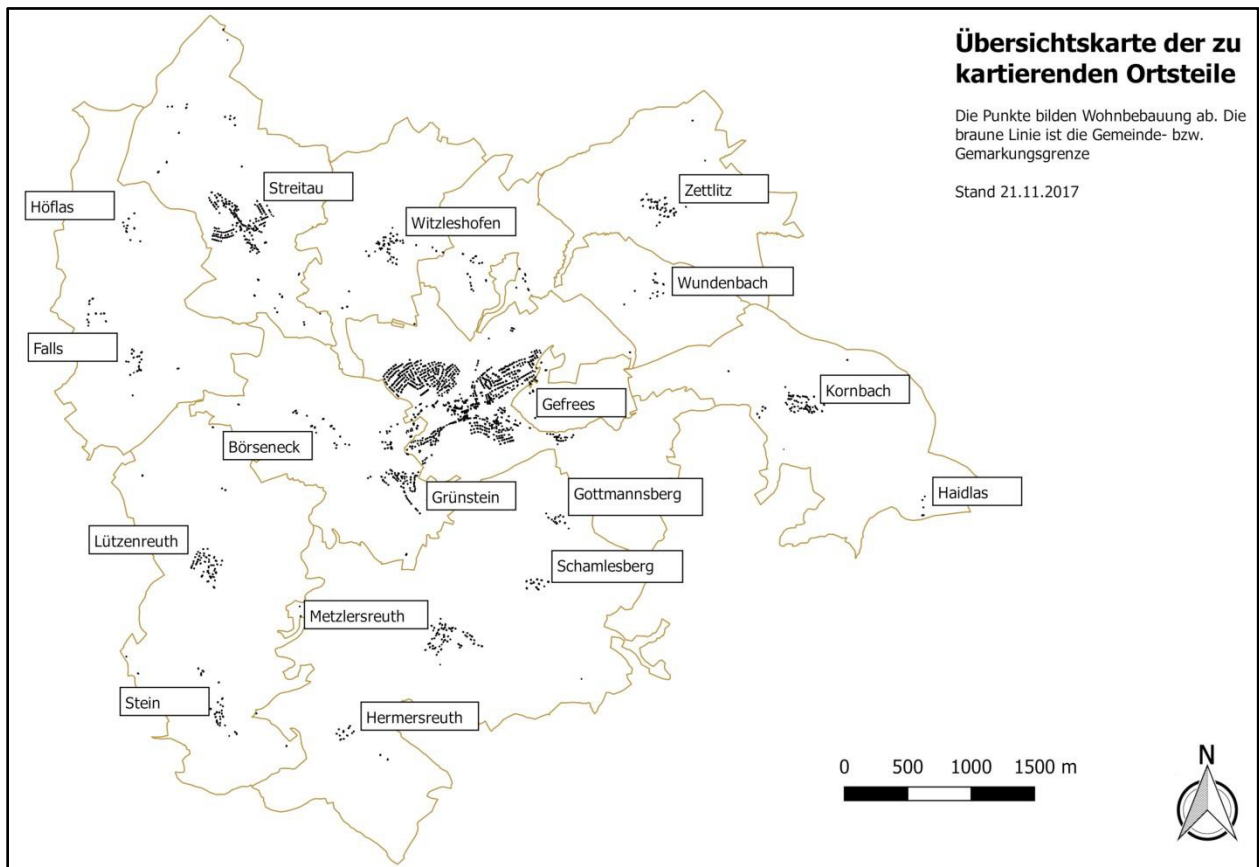 Übersichtskarte der zu
kartierenden Ortsteile
Die Punkte bilden Wohnbebauung ab. Die
braune Linie ist die Gemeinde- bzw.
Gemarkungsgrenze
Stand 21.11.2017
Streitau
Zettlitz
Höflas
Witzleshofen
Wundenbach
Falls
Kornbach
Gefrees
Börseneck
Grünstein
Gottmannsberg
Haidlas
Lützenreuth
Schamlesberg
Metzlersreuth
Stein
Hermersreuth
0 500 1000 1500 m
N